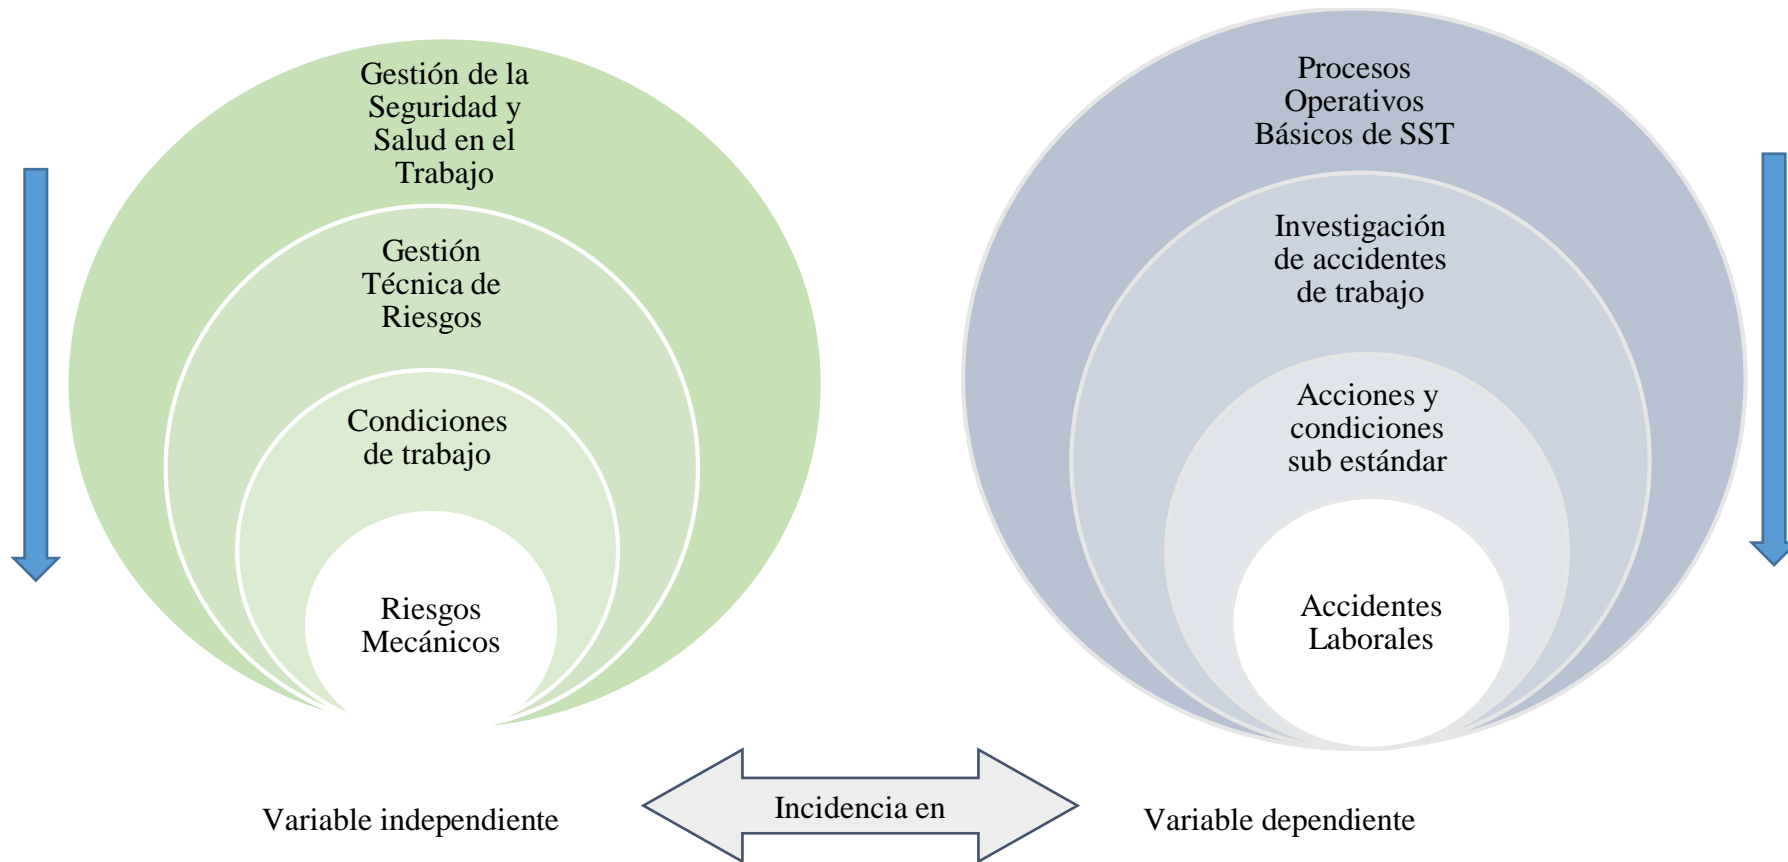 Gestión de la
Seguridad y
Salud en el
Trabajo
Gestión
Técnica de
Riesgos
Condiciones
de trabajo
Riesgos
Mecánicos
Procesos
Operativos
Básicos de SST
Investigación
de accidentes
de trabajo
Acciones y
condiciones
sub estándar
Accidentes
Laborales
Variable independiente
Incidencia en
Variable dependiente